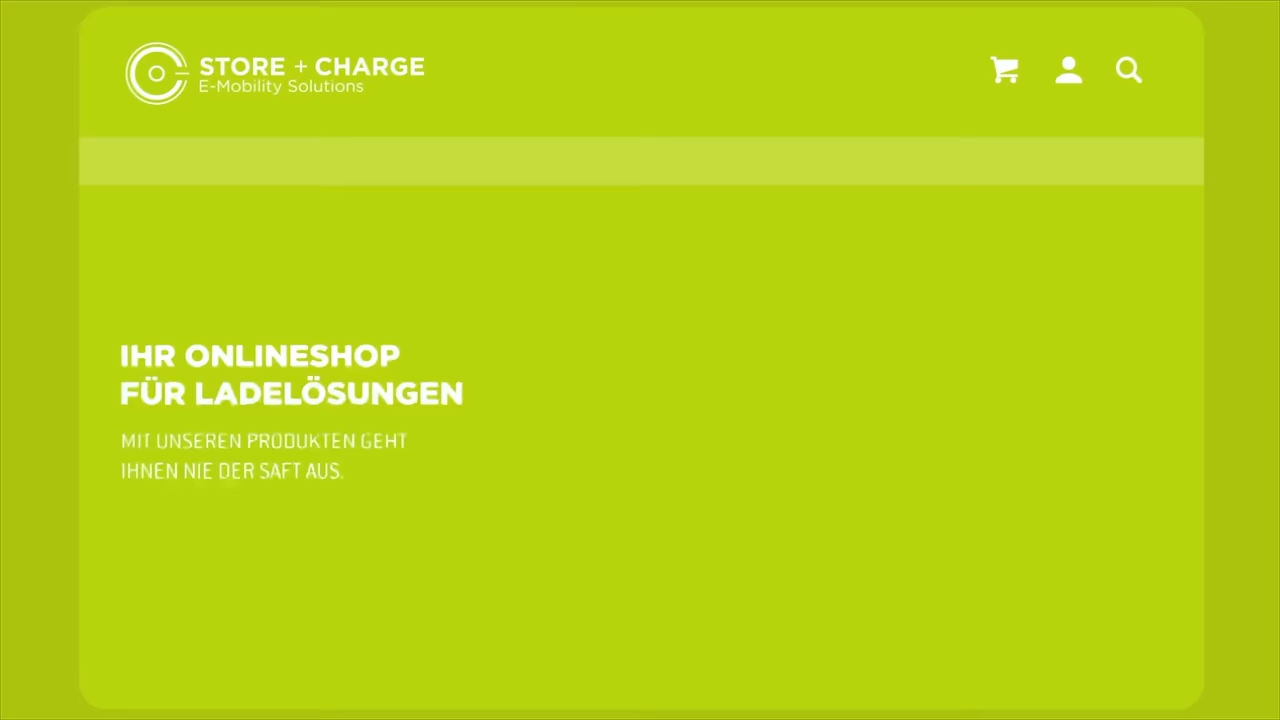 STORE + CHARGE
E-Mobility Solutions
IHR ONLINESHOP
FÜR LADELÖSUNGEN
MIT UNSEREN PRODUKTEN GEHT
IHNEN NIE DER SAFT AUS.